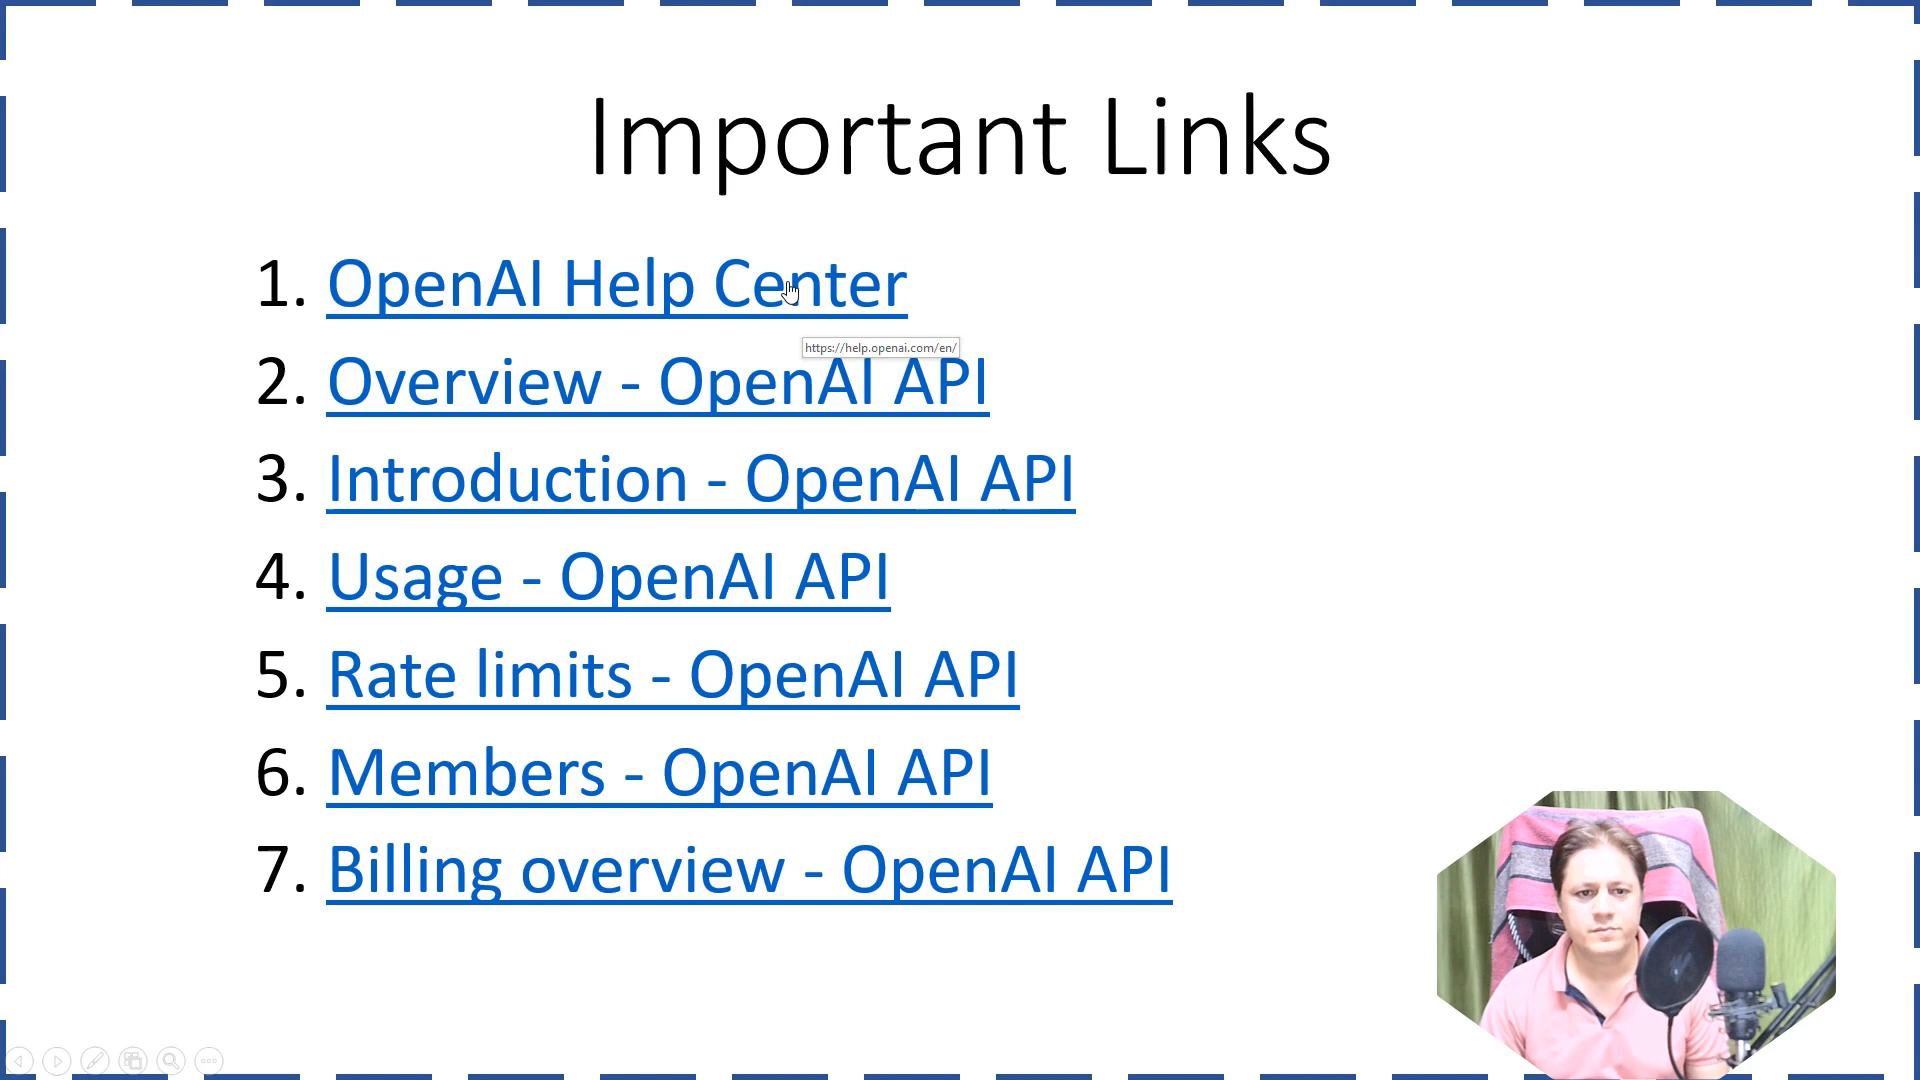 Important Links
1. OpenAI Help Center
https://help.openai.com/en/
2. Overview - OpenAI API
3. Introduction - OpenAI API
4. Usage - OpenAI API
5. Rate limits - OpenAI API
6. Members - OpenAI API
7. Billing overview - OpenAI API